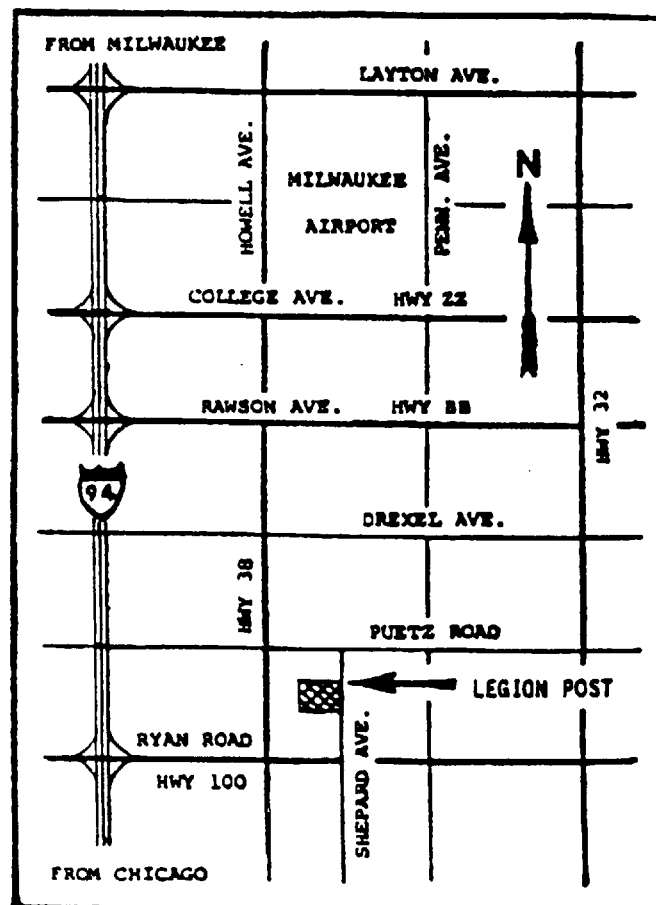 FROM MILWAUKEE
LAYTON AVE.
HOWELL AVE.
MILWAUKEE
AIRPORT
PENN. AVE.
N
COLLEGE AVE. HWY ZZ
RAWSON AVE. HWY BB
HWY 32
94
DREXEL AVE.
HWY 38
PUETZ ROAD
LEGION POST
RYAN ROAD
HWY 100
SHEPARD AVE.
FROM CHICAGO